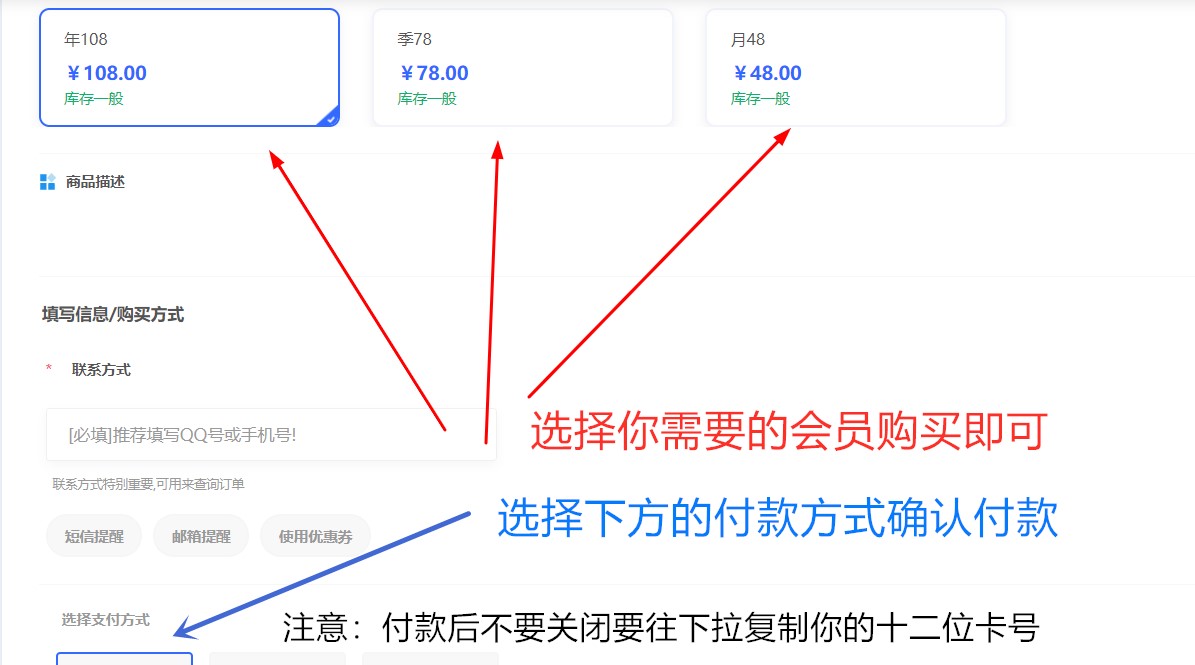 年108
￥108.00
库存一般
季78
￥78.00
库存一般
月48
￥48.00
库存一般
商品描述
填写信息/购买方式
* 联系方式
[必填]推荐填写QQ号或手机号!
选择你需要的会员购买即可
联系方式特别重要,可用来查询订单
选择下方的付款方式确认付款
短信提醒
邮箱提醒
使用优惠券
选择支付方式
注意：付款后不要关闭要往下拉复制你的十二位卡号